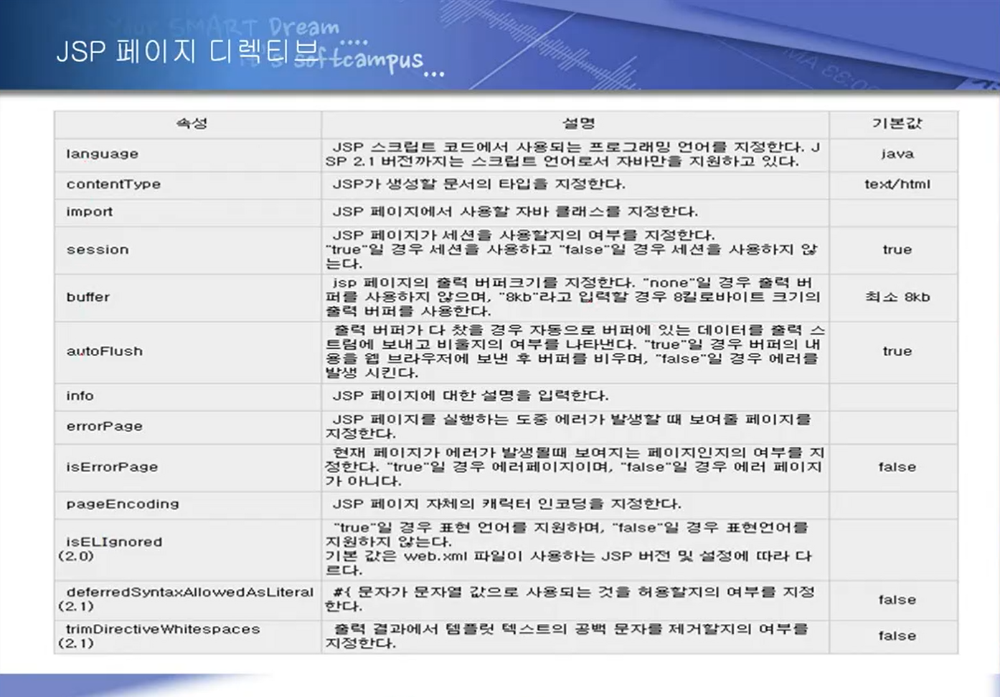 Your SMART Dream
JSP 페이지 디렉티브
It's softcampus...
속성 설명 기본값
language
JSP 스크립트 코드에서 사용되는 프로그래밍 언어를 지정한다. J
SP 2.1 버전까지는 스크립트 언어로서 자바만을 지원하고 있다.
java
contentType JSP가 생성할 문서의 타입을 지정한다. text/html
import JSP 페이지에서 사용할 자바 클래스를 지정한다.
session
JSP 페이지가 세션을 사용할지의 여부를 지정한다.
"true"일 경우 세션을 사용하고 "false"일 경우 세션을 사용하지 않
는다.
true
buffer
jsp 페이지의 출력 버퍼크기를 지정한다. "none"일 경우 출력 버
퍼를 사용하지 않으며, "8kb"라고 입력할 경우 8킬로바이트 크기의
출력 버퍼를 사용한다.
최소 8kb
autoFlush
출력 버퍼가 다 찼을 경우 자동으로 버퍼에 있는 데이터를 출력 스
트림에 보내고 비울지의 여부를 나타낸다. "true"일 경우 버퍼의 내
용을 웹 브라우저에 보낸 후 버퍼를 비우며, "false"일 경우 에러를
발생 시킨다.
true
info JSP 페이지에 대한 설명을 입력한다.
errorPage
JSP 페이지를 실행하는 도중 에러가 발생할 때 보여줄 페이지를
지정한다.
isErrorPage
현재 페이지가 에러가 발생될때 보여지는 페이지인지의 여부를 지
정한다. "true"일 경우 에러페이지이며, "false"일 경우 에러 페이지
가 아니다.
false
pageEncoding JSP 페이지 자체의 캐릭터 인코딩을 지정한다.
isELIgnored
(2.0)
"true"일 경우 표현 언어를 지원하며, "false"일 경우 표현언어를
지원하지 않는다.
기본 값은 web.xml 파일이 사용하는 JSP 버전 및 설정에 따라 다
르다.
deferredSyntaxAllowedAsLiteral
(2.1)
#{ 문자가 문자열 값으로 사용되는 것을 허용할지의 여부를 지정
한다.
false
trimDirectiveWhitespaces
(2.1)
출력 결과에서 템플릿 텍스트의 공백 문자를 제거할지의 여부를
지정한다.
false